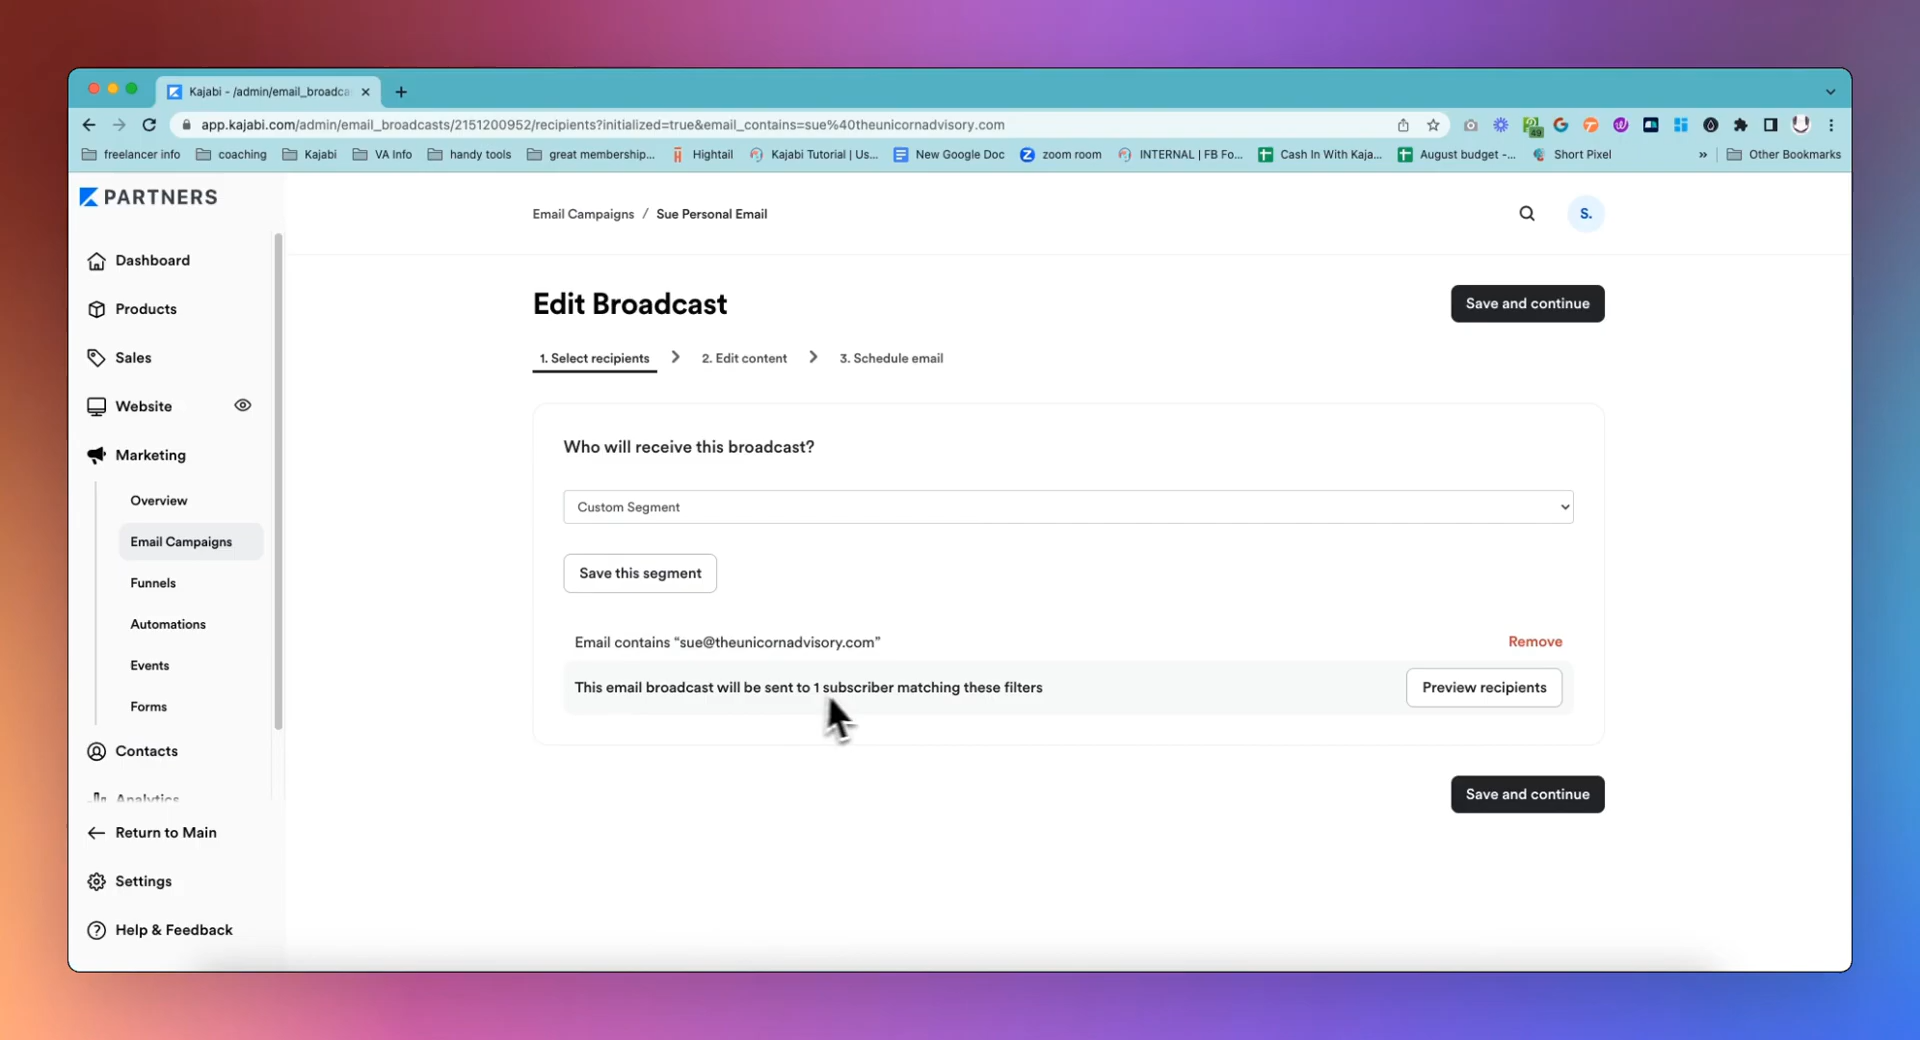 Kajabi - /admin/email_broadca
app.kajabi.com/admin/email_broadcasts/2151200952/recipients?initialized=true&email_contains=sue%40theunicornadvisory.com
freelancer info coaching Kajabi VA Info handy tools great membership... Hightail Kajabi Tutorial | Us... New Google Doc zoom room INTERNAL | FB Fo... Cash In With Kaja... August budget -... Short Pixel » Other Bookmarks
PARTNERS
Email Campaigns / Sue Personal Email
S.
Dashboard
Products
Sales
Website
Marketing
Overview
Email Campaigns
Funnels
Automations
Events
Forms
Contacts
Analytics
Return to Main
Settings
Help & Feedback
Edit Broadcast
Save and continue
1. Select recipients 2. Edit content 3. Schedule email
Who will receive this broadcast?
Custom Segment
Save this segment
Email contains “sue@theunicornadvisory.com”
Remove
This email broadcast will be sent to 1 subscriber matching these filters
Preview recipients
Save and continue